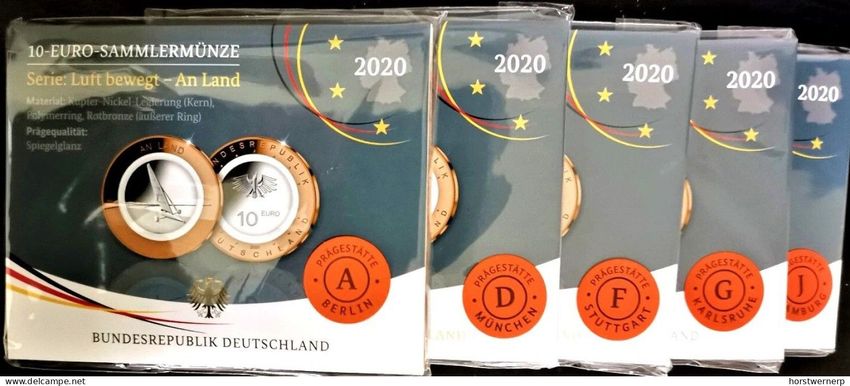 10-EURO-SAMMLERMÜNZE
Serie: Luft bewegt – An Land
Material: Kupfer-Nickel-Legierung (Kern),
Polymerring, Rotbronze (äußerer Ring)
Prägequalität:
Spiegelglanz
2020
AN LAND
BUNDESREPUBLIK
10 EURO
DEUTSCHLAND
PRÄGESTÄTTE
A
BERLIN
BUNDESREPUBLIK DEUTSCHLAND
2020
PRÄGESTÄTTE
D
MÜNCHEN
2020
PRÄGESTÄTTE
F
STUTTGART
2020
PRÄGESTÄTTE
G
KARLSRUHE
2020
PRÄGESTÄTTE
J
HAMBURG
delcampe.net
horstwernerp